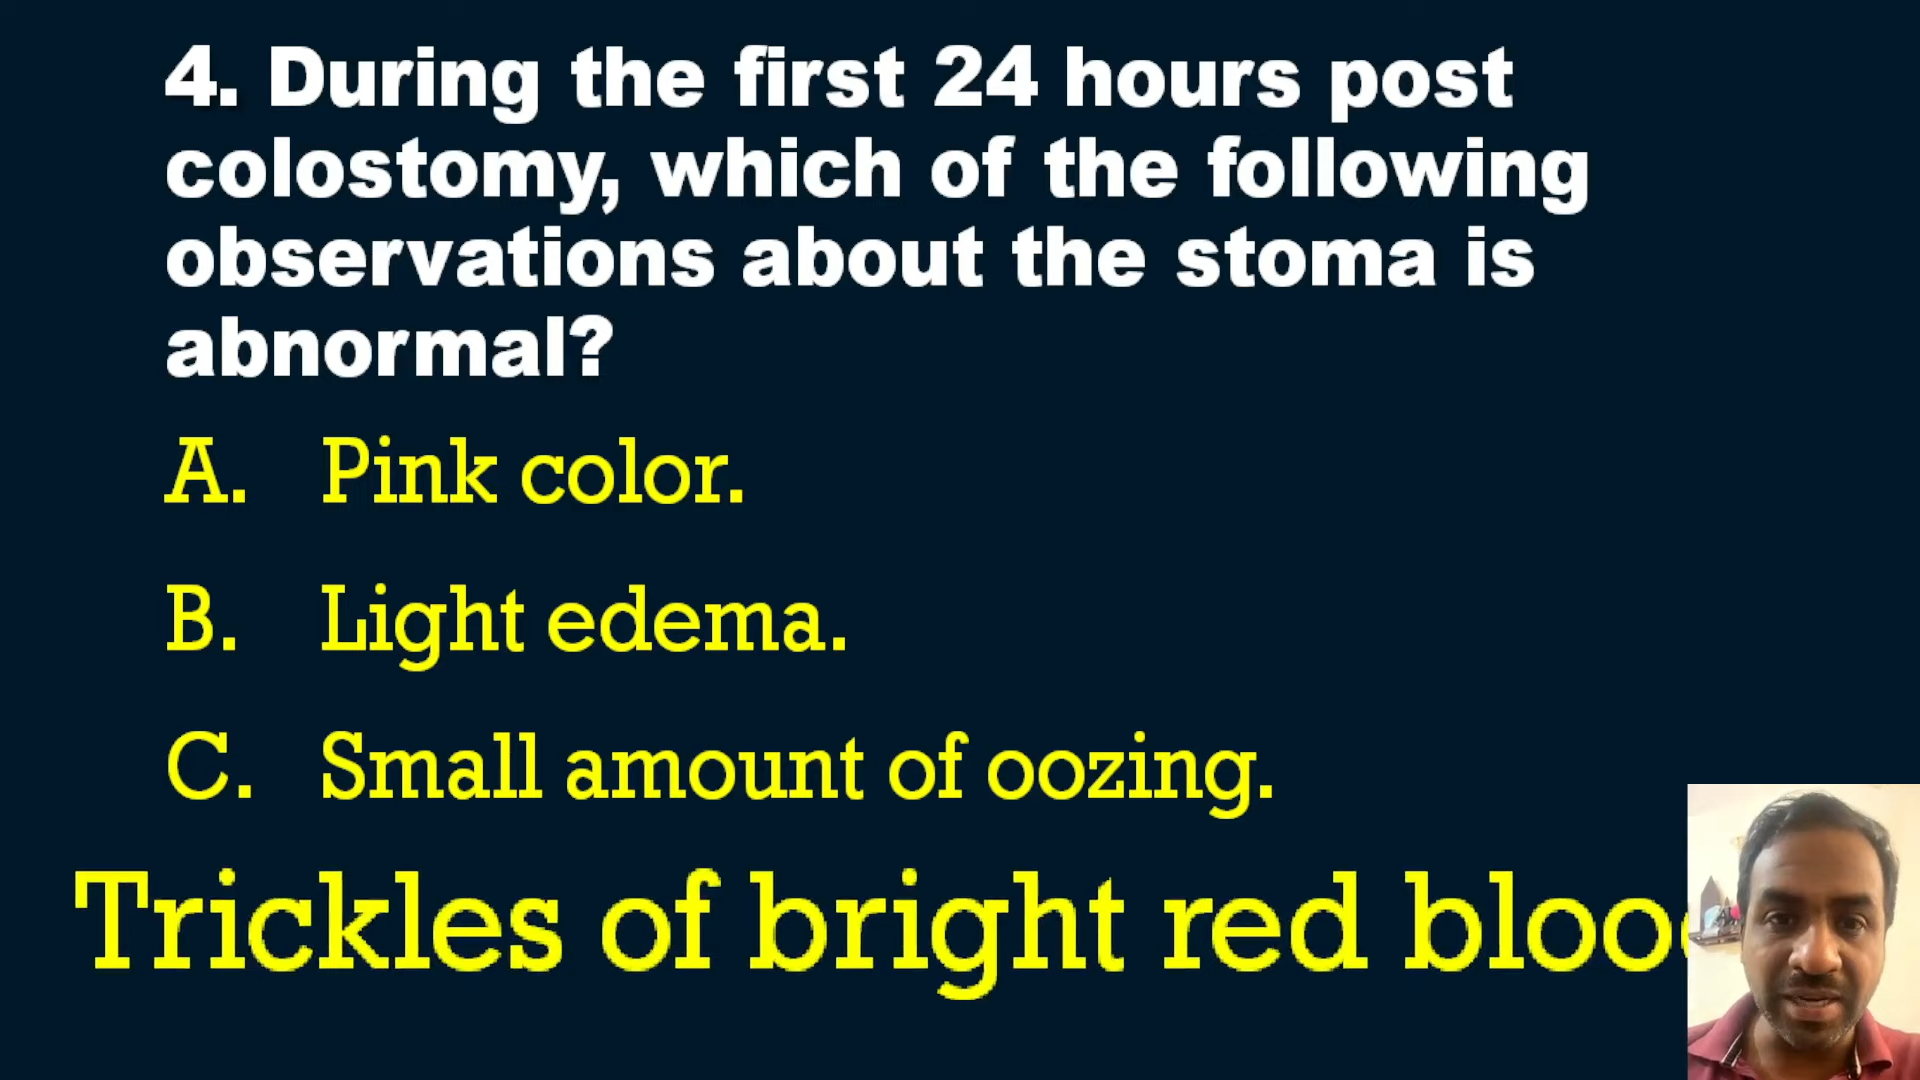 4. During the first 24 hours post
colostomy, which of the following
observations about the stoma is
abnormal?
A. Pink color.
B. Light edema.
C. Small amount of oozing.
Trickles of bright red